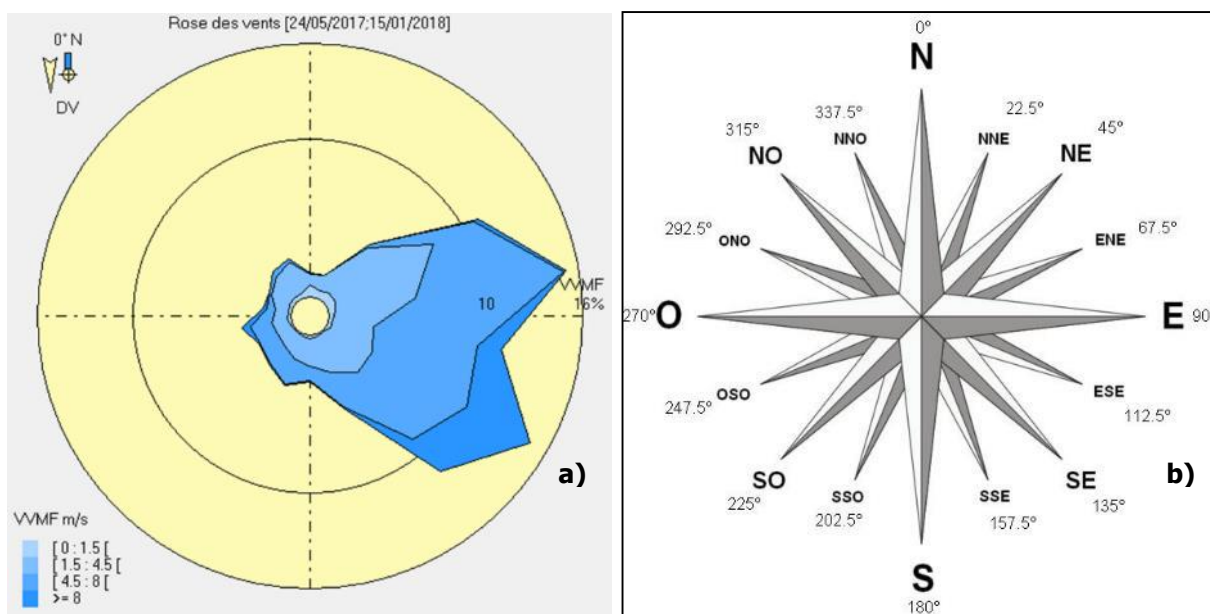 Rose des vents [24/05/2017;15/01/2018]
0° N
DV
VVMF
10
16%
a)
VVMF m/s
[ 0 : 1.5 [
[ 1.5 : 4.5 [
[ 4.5 : 8 [
>= 8
0°
N
337.5°
22.5°
315°
NNO
NNE
45°
NO
NE
292.5°
ONO
ENE
67.5°
270°
O
E
90
OSO
ESE
247.5°
112.5°
SO
SSO
SSE
SE
b)
225°
202.5°
157.5°
135°
S
180°